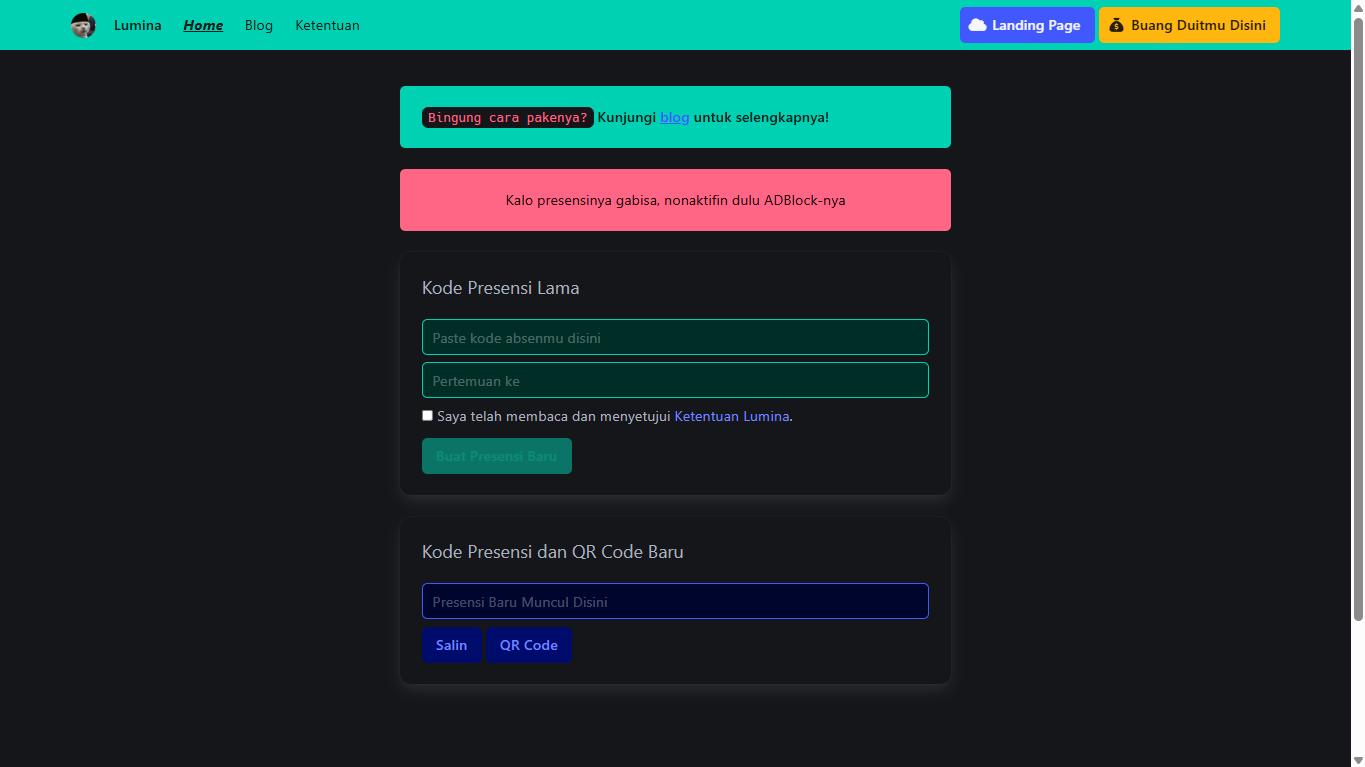 Lumina Home Blog Ketentuan Landing Page Buang Duitmu Disini
Bingung cara pakenya? Kunjungi blog untuk selengkapnya!
Kalo presensinya gabisa, nonaktifin dulu ADBlock-nya
Kode Presensi Lama
Paste kode absenmu disini
Pertemuan ke
Saya telah membaca dan menyetujui Ketentuan Lumina.
Buat Presensi Baru
Kode Presensi dan QR Code Baru
Presensi Baru Muncul Disini
Salin QR Code